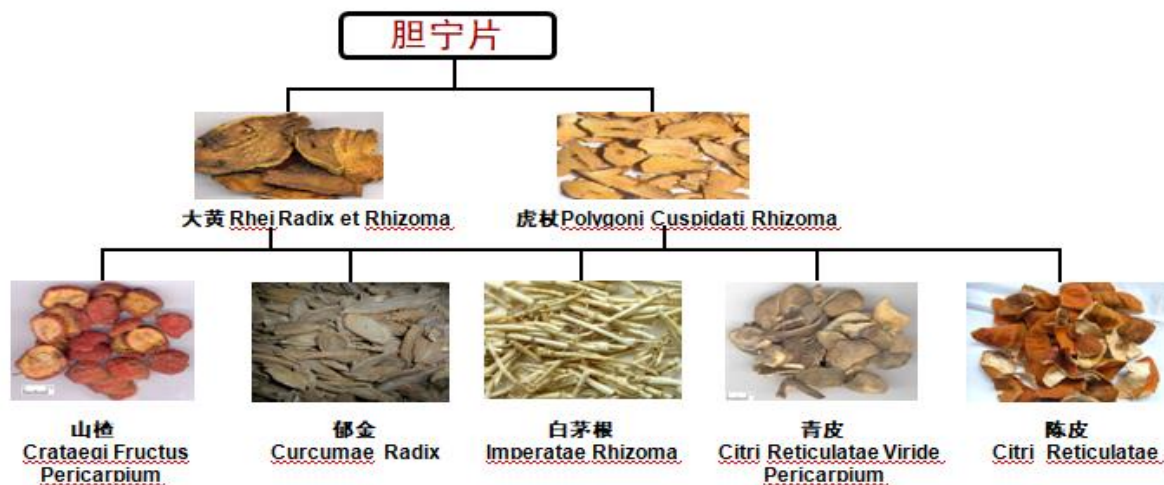 胆宁片
大黄 Rhei Radix et Rhizoma
虎杖Polygoni Cuspidati Rhizoma
山楂
Crataegi Fructus
Pericarpium
郁金
Curcumae Radix
白茅根
Imperatae Rhizoma
青皮
Citri Reticulatae Viride
Pericarpium
陈皮
Citri Reticulatae